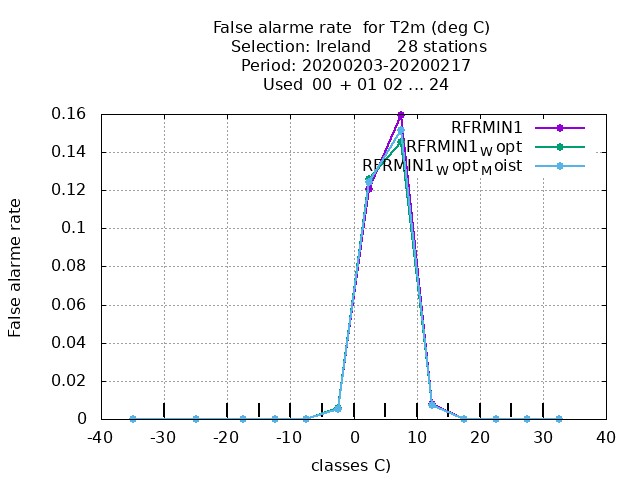 False alarme rate  for T2m (deg C)
Selection: Ireland     28 stations
Period: 20200203-20200217
Used  00 + 01 02 ... 24
0.16
0.14
0.12
0.1
0.08
0.06
0.04
0.02
0
False alarme rate
RFRMIN1
RFRMIN1_W opt
RFRMIN1_W opt_M oist
-40 -30 -20 -10 0 10 20 30 40
classes C)